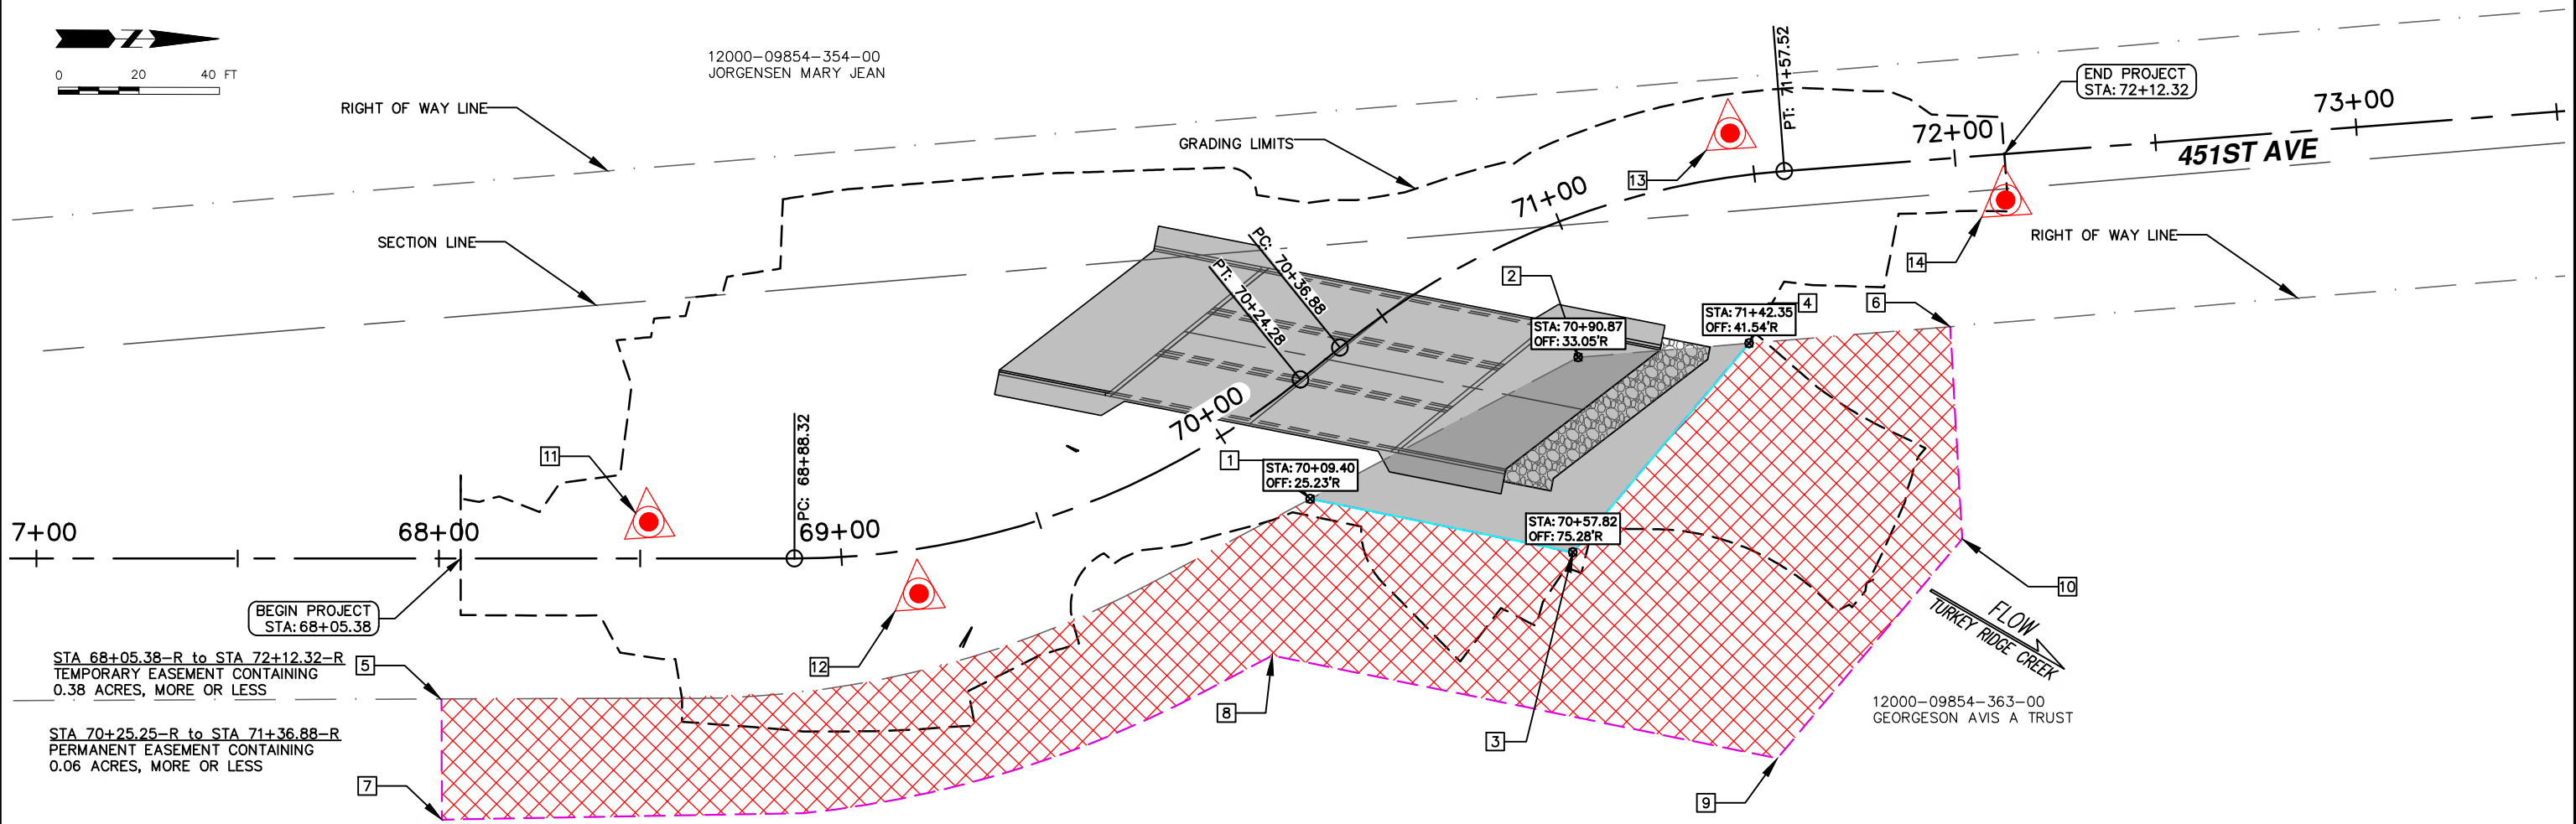 Z
0 20 40 FT
12000-09854-354-00
JORGENSEN MARY JEAN
RIGHT OF WAY LINE
SECTION LINE
GRADING LIMITS
PT: 71+57.52
END PROJECT
STA: 72+12.32
73+00
72+00
451ST AVE
71+00
13
14
RIGHT OF WAY LINE
PC: 70+36.88
PT: 70+24.28
2
STA: 70+90.87
OFF: 33.05'R
4
STA: 71+42.35
OFF: 41.54'R
6
70+00
1
STA: 70+09.40
OFF: 25.23'R
STA: 70+57.82
OFF: 75.28'R
11
PC: 68+88.32
7+00
68+00
69+00
10
FLOW
TURKEY RIDGE CREEK
BEGIN PROJECT
STA: 68+05.38
12
STA 68+05.38-R to STA 72+12.32-R
TEMPORARY EASEMENT CONTAINING
0.38 ACRES, MORE OR LESS
5
STA 70+25.25-R to STA 71+36.88-R
PERMANENT EASEMENT CONTAINING
0.06 ACRES, MORE OR LESS
7
8
3
9
12000-09854-363-00
GEORGESON AVIS A TRUST